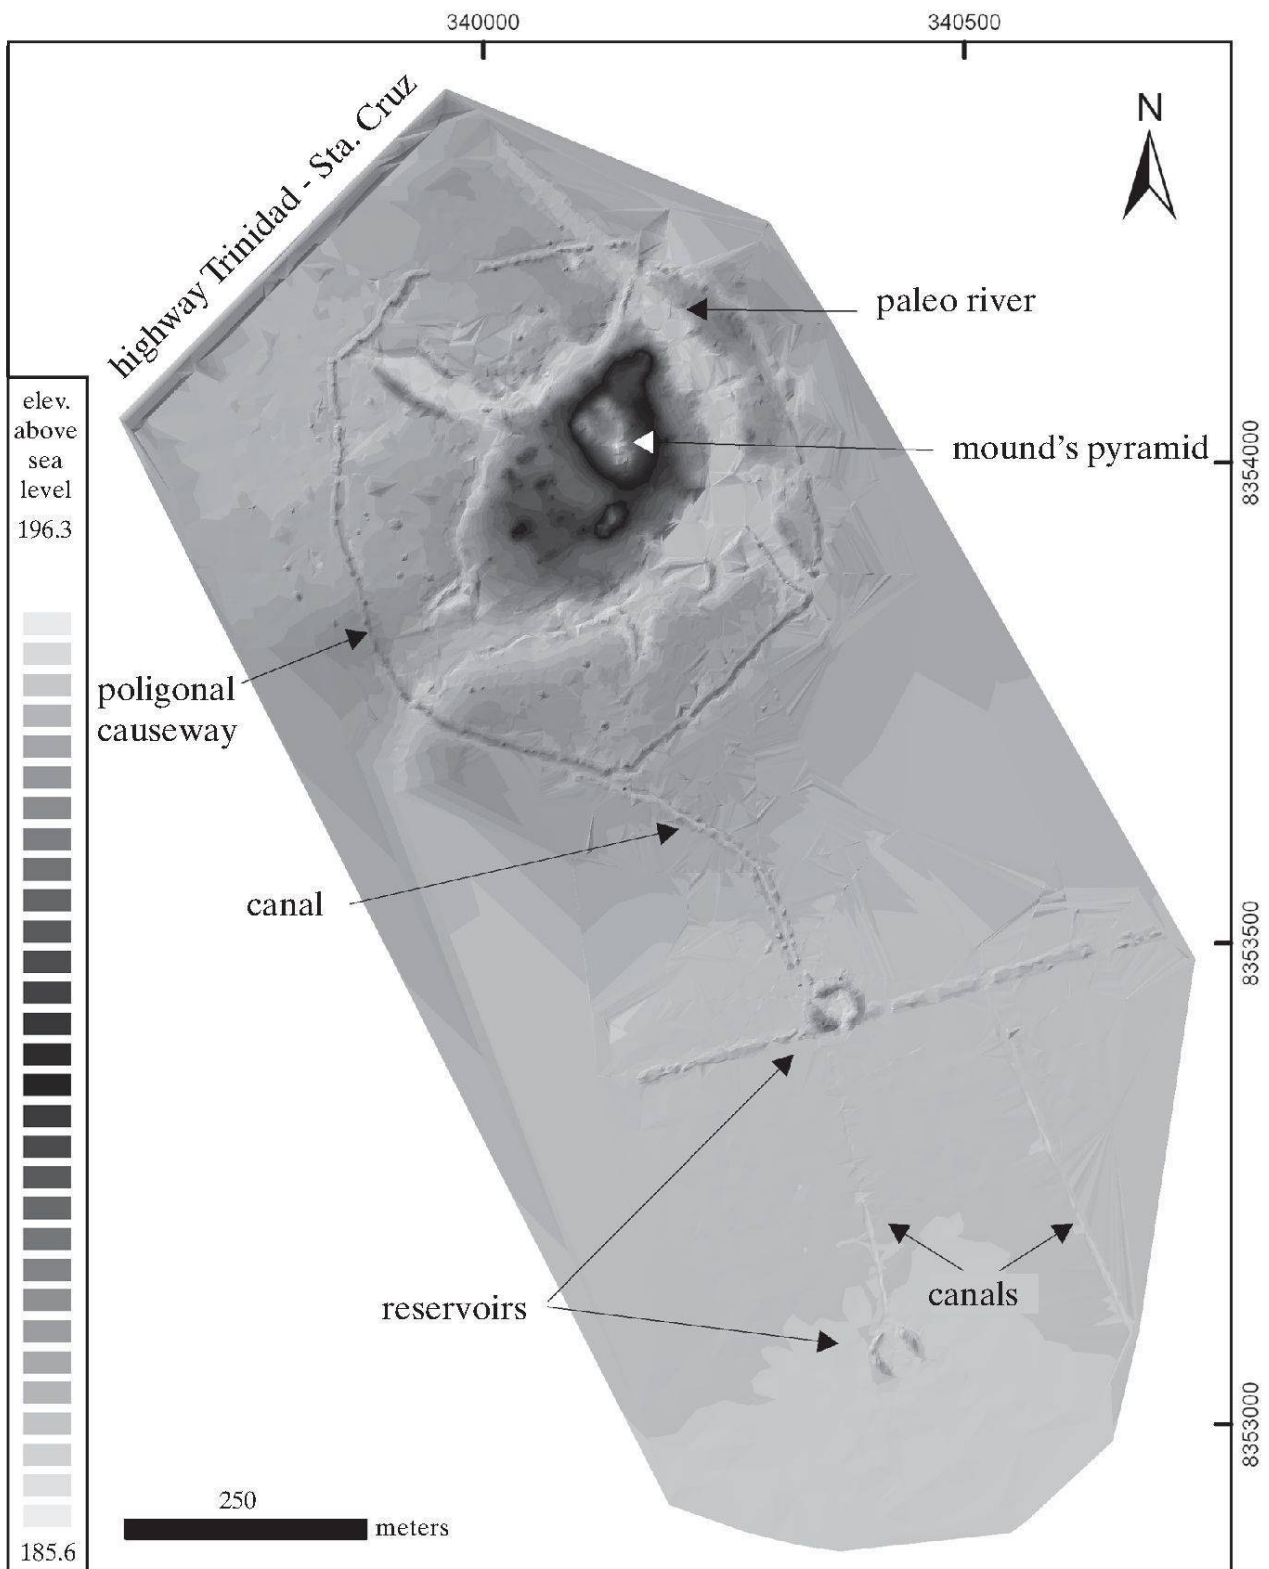 340000
340500
N
highway Trinidad - Sta. Cruz
paleo river
elev.
above
sea
level
196.3
mound's pyramid
8354000
poligonal
causeway
canal
8353500
reservoirs
canals
8353000
250
meters
185.6